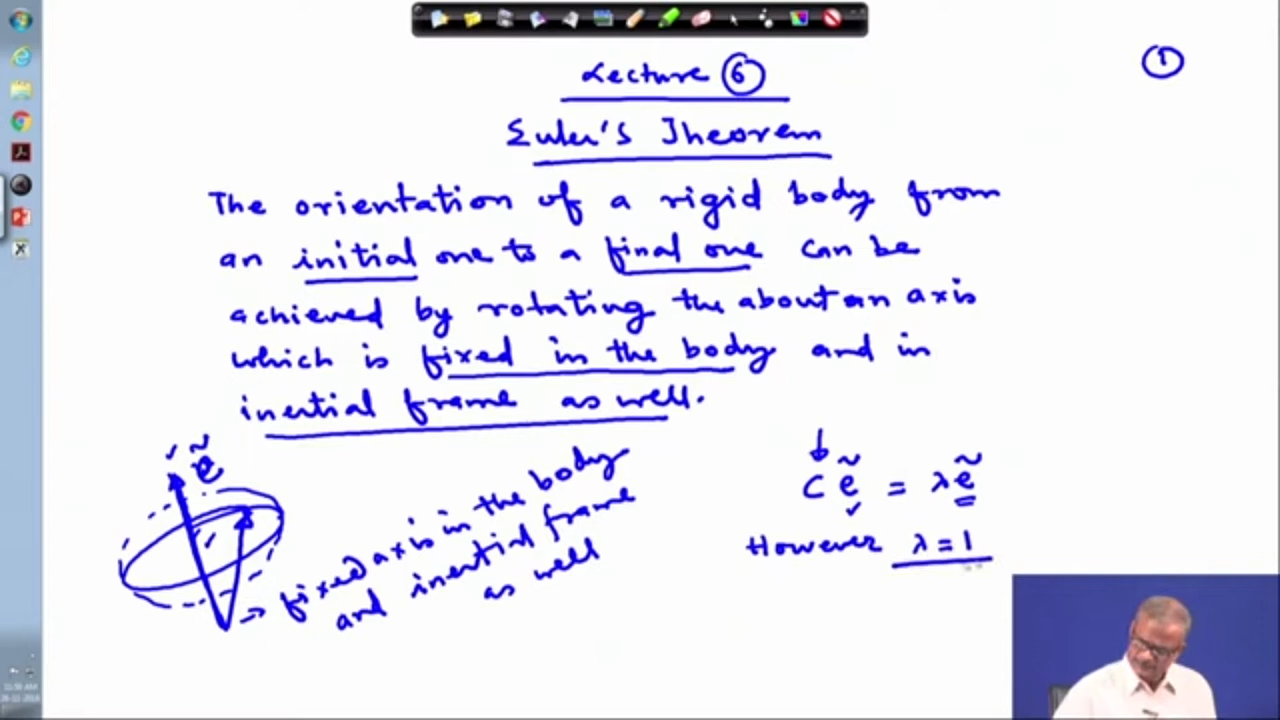 Lecture 6
1
Euler's Theorem
The orientation of a rigid body from
an initial one to a final one can be
achieved by rotating the about an axis
which is fixed in the body and in
inertial frame as well.
ẽ
fixed axis in the body
and inertial frame
as well
C ẽ = λ ẽ
However λ = 1